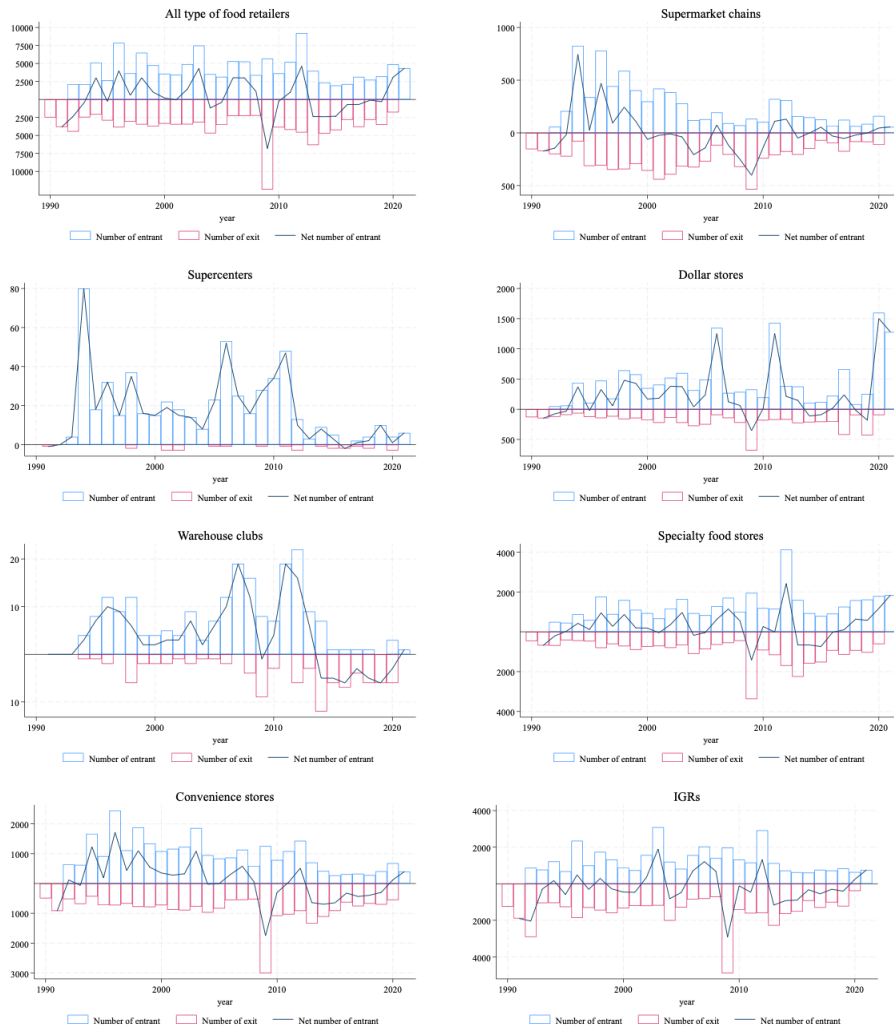 All type of food retailers
10000
7500
5000
2500
2500
5000
7500
10000
1990
2000
2010
2020
year
Number of entrant
Number of exit
Net number of entrant
Supermarket chains
1000
500
0
500
1990
2000
2010
2020
year
Number of entrant
Number of exit
Net number of entrant
Supercenters
80
60
40
20
0
1990
2000
2010
2020
year
Number of entrant
Number of exit
Net number of entrant
Dollar stores
2000
1500
1000
500
0
500
1990
2000
2010
2020
year
Number of entrant
Number of exit
Net number of entrant
Warehouse clubs
20
10
10
1990
2000
2010
2020
year
Number of entrant
Number of exit
Net number of entrant
Specialty food stores
4000
2000
0
2000
4000
1990
2000
2010
2020
year
Number of entrant
Number of exit
Net number of entrant
Convenience stores
2000
1000
0
1000
2000
3000
1990
2000
2010
2020
year
Number of entrant
Number of exit
Net number of entrant
IGRs
4000
2000
0
2000
4000
1990
2000
2010
2020
year
Number of entrant
Number of exit
Net number of entrant